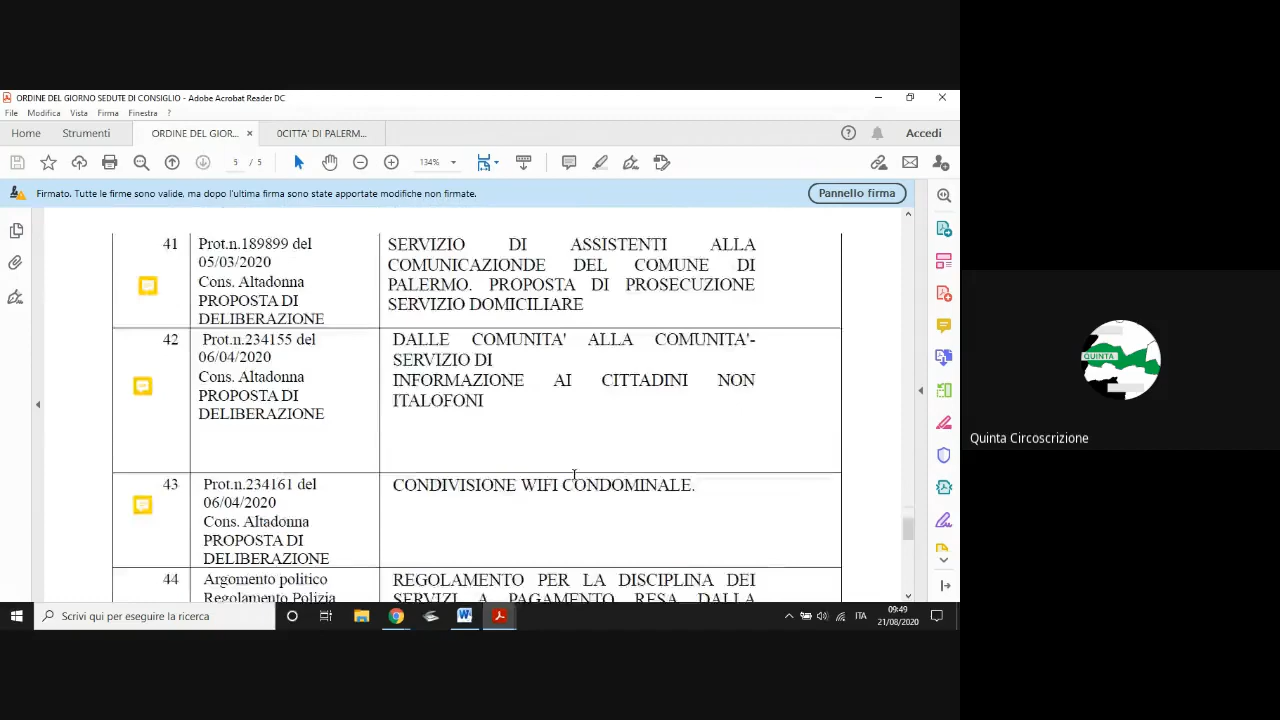 ORDINE DEL GIORNO SEDUTE DI CONSIGLIO - Adobe Acrobat Reader DC
File Modifica Vista Firma Finestra ?
Home Strumenti ORDINE DEL GIOR... × 0CITTA' DI PALERM... Accedi
5 / 5 134%
Firmato. Tutte le firme sono valide, ma dopo l'ultima firma sono state apportate modifiche non firmate. Pannello firma
41 Prot.n.189899 del
05/03/2020
Cons. Altadonna
PROPOSTA DI
DELIBERAZIONE
SERVIZIO DI ASSISTENTI ALLA
COMUNICAZIONDE DEL COMUNE DI
PALERMO. PROPOSTA DI PROSECUZIONE
SERVIZIO DOMICILIARE
42 Prot.n.234155 del
06/04/2020
Cons. Altadonna
PROPOSTA DI
DELIBERAZIONE
DALLE COMUNITA' ALLA COMUNITA'-
SERVIZIO DI
INFORMAZIONE AI CITTADINI NON
ITALOFONI
43 Prot.n.234161 del
06/04/2020
Cons. Altadonna
PROPOSTA DI
DELIBERAZIONE
CONDIVISIONE WIFI CONDOMINALE.
44 Argomento politico
Regolamento Polizia
REGOLAMENTO PER LA DISCIPLINA DEI
SERVIZI A PAGAMENTO RESA DALLA
Scrivi qui per eseguire la ricerca
ITA
09:49
21/08/2020
QUINTA
Quinta Circoscrizione